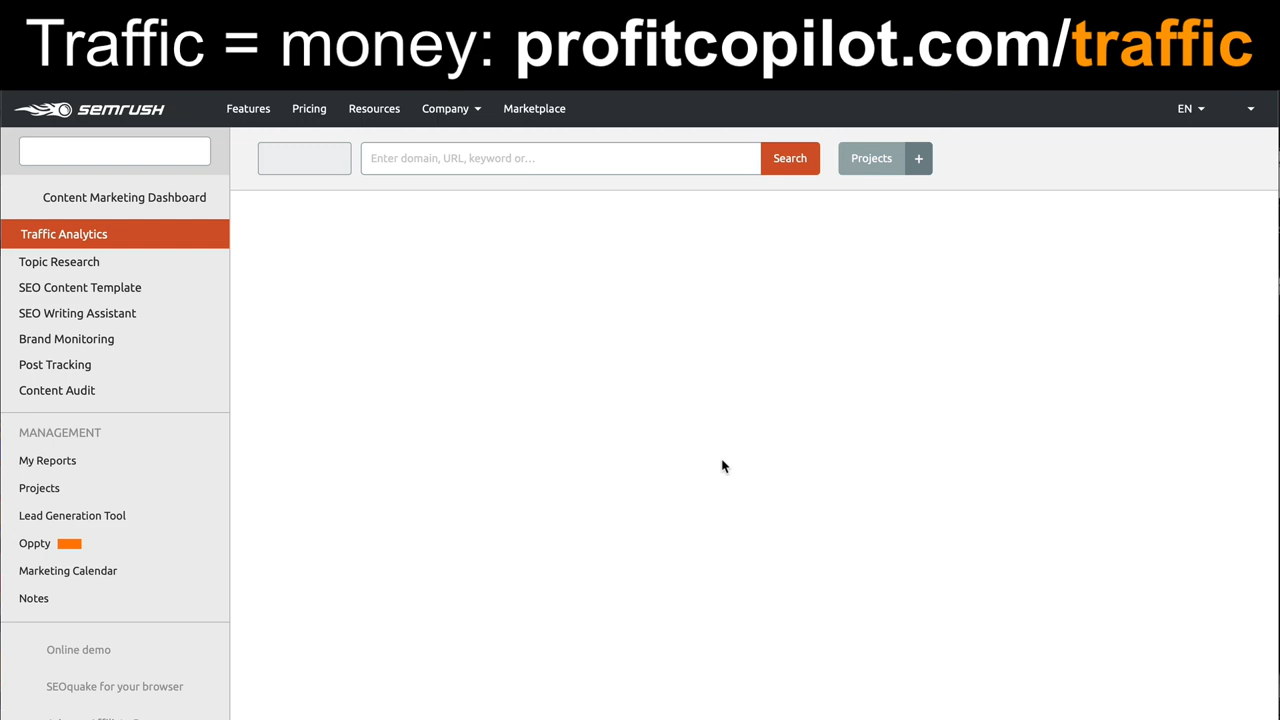 Traffic = money: profitcopilot.com/traffic
SEMRUSH
Features
Pricing
Resources
Company
Marketplace
EN
Enter domain, URL, keyword or...
Search
Projects
+
Content Marketing Dashboard
Traffic Analytics
Topic Research
SEO Content Template
SEO Writing Assistant
Brand Monitoring
Post Tracking
Content Audit
MANAGEMENT
My Reports
Projects
Lead Generation Tool
Oppty
Marketing Calendar
Notes
Online demo
SEOquake for your browser